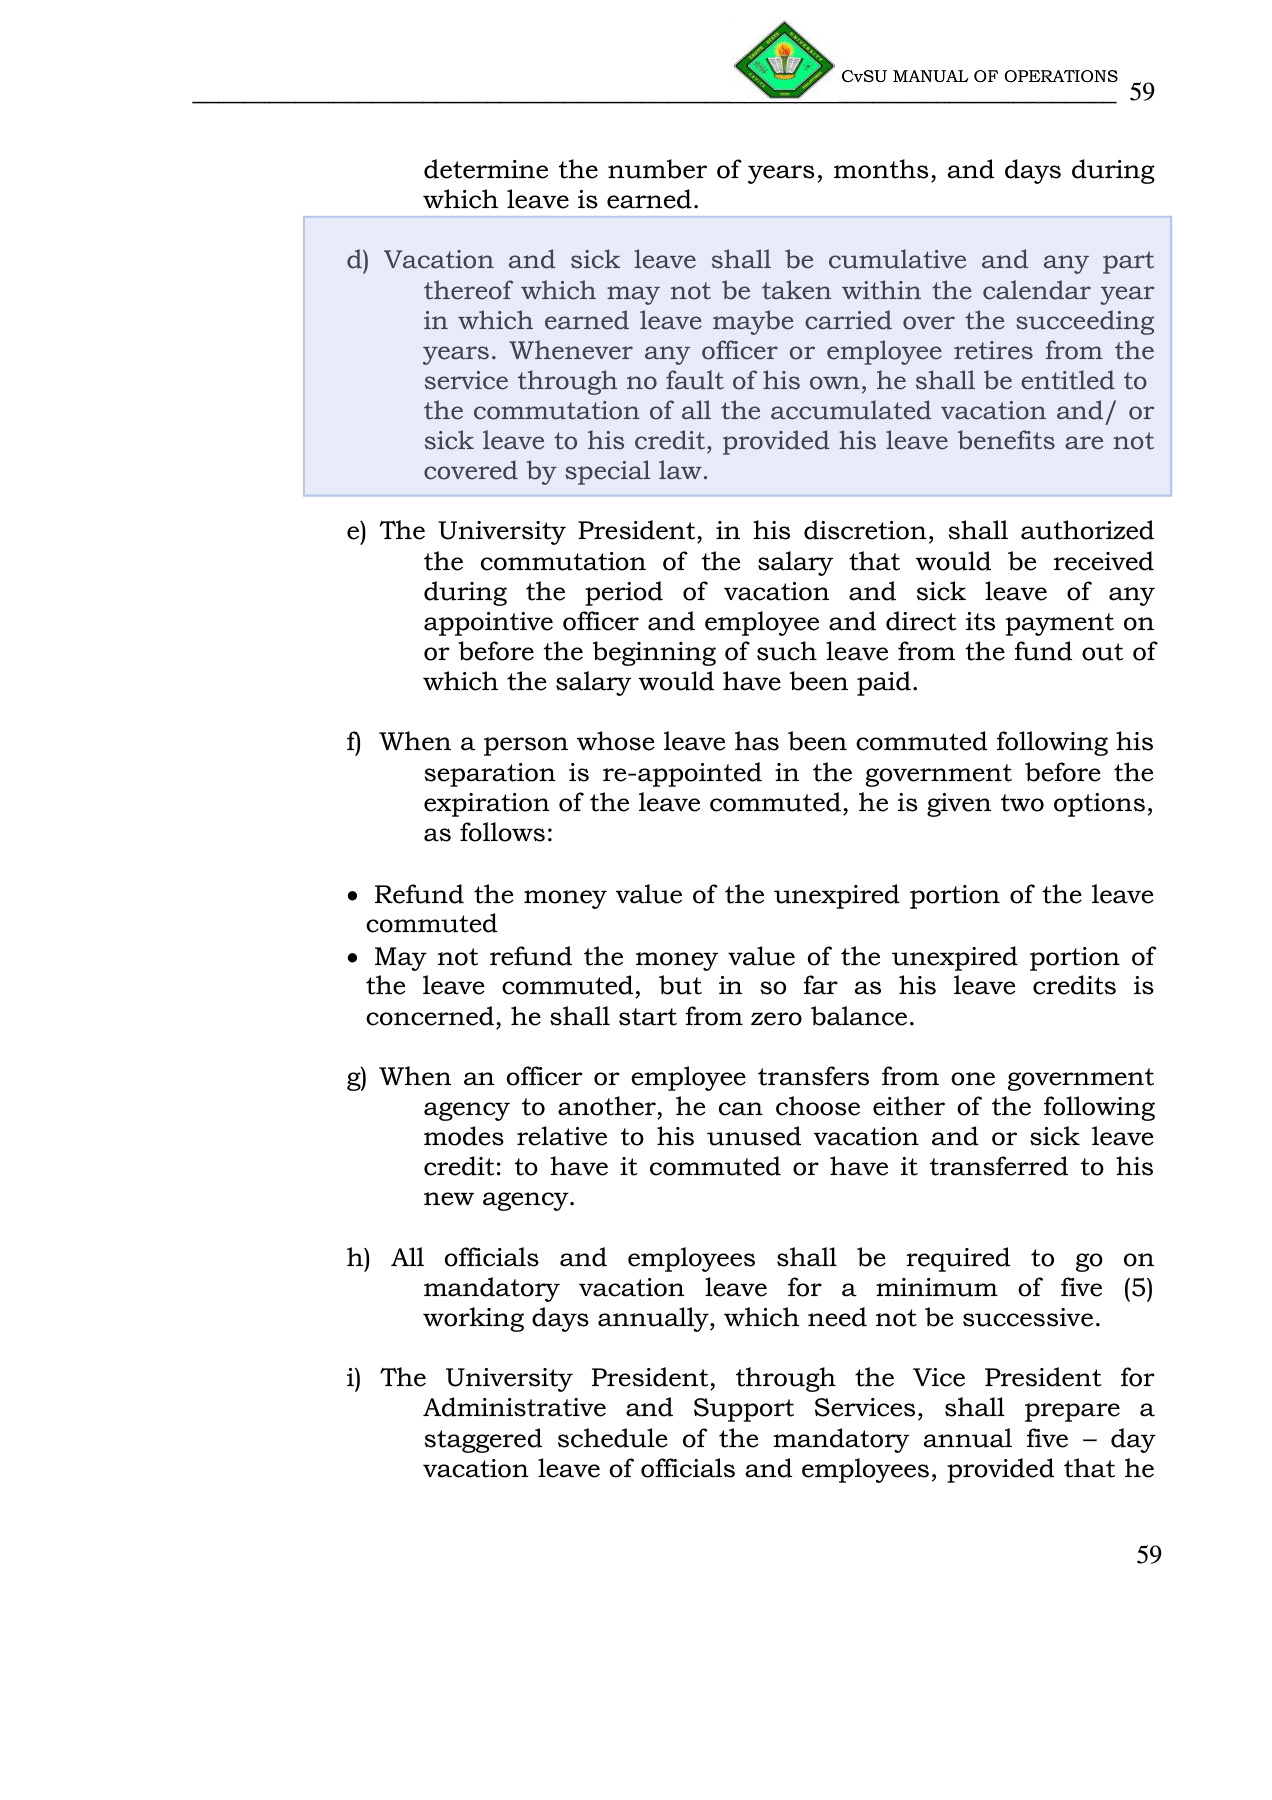 CvSU MANUAL OF OPERATIONS
59
determine the number of years, months, and days during
which leave is earned.
d) Vacation and sick leave shall be cumulative and any part
thereof which may not be taken within the calendar year
in which earned leave maybe carried over the succeeding
years. Whenever any officer or employee retires from the
service through no fault of his own, he shall be entitled to
the commutation of all the accumulated vacation and/ or
sick leave to his credit, provided his leave benefits are not
covered by special law.
e) The University President, in his discretion, shall authorized
the commutation of the salary that would be received
during the period of vacation and sick leave of any
appointive officer and employee and direct its payment on
or before the beginning of such leave from the fund out of
which the salary would have been paid.
f) When a person whose leave has been commuted following his
separation is re-appointed in the government before the
expiration of the leave commuted, he is given two options,
as follows:
• Refund the money value of the unexpired portion of the leave
commuted
• May not refund the money value of the unexpired portion of
the leave commuted, but in so far as his leave credits is
concerned, he shall start from zero balance.
g) When an officer or employee transfers from one government
agency to another, he can choose either of the following
modes relative to his unused vacation and or sick leave
credit: to have it commuted or have it transferred to his
new agency.
h) All officials and employees shall be required to go on
mandatory vacation leave for a minimum of five (5)
working days annually, which need not be successive.
i) The University President, through the Vice President for
Administrative and Support Services, shall prepare a
staggered schedule of the mandatory annual five – day
vacation leave of officials and employees, provided that he
59